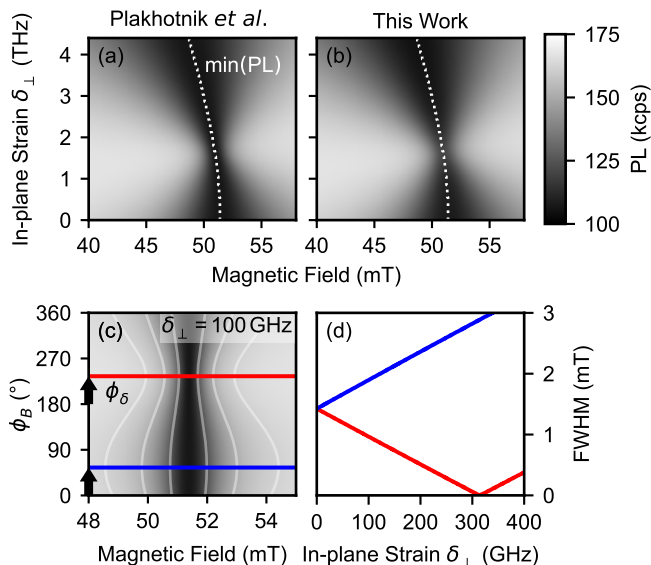 Plakhotnik et al.
This Work
(a)
min(PL)
(b)
In-plane Strain δ⊥ (THz)
4
3
2
1
0
40
45
50
55
40
45
50
55
Magnetic Field (mT)
175
150
125
100
PL (kcps)
(c)
δ⊥ = 100 GHz
ϕδ
ϕB (°)
360
270
180
90
0
48
50
52
54
Magnetic Field (mT)
(d)
3
2
1
0
FWHM (mT)
0
100
200
300
400
In-plane Strain δ⊥ (GHz)